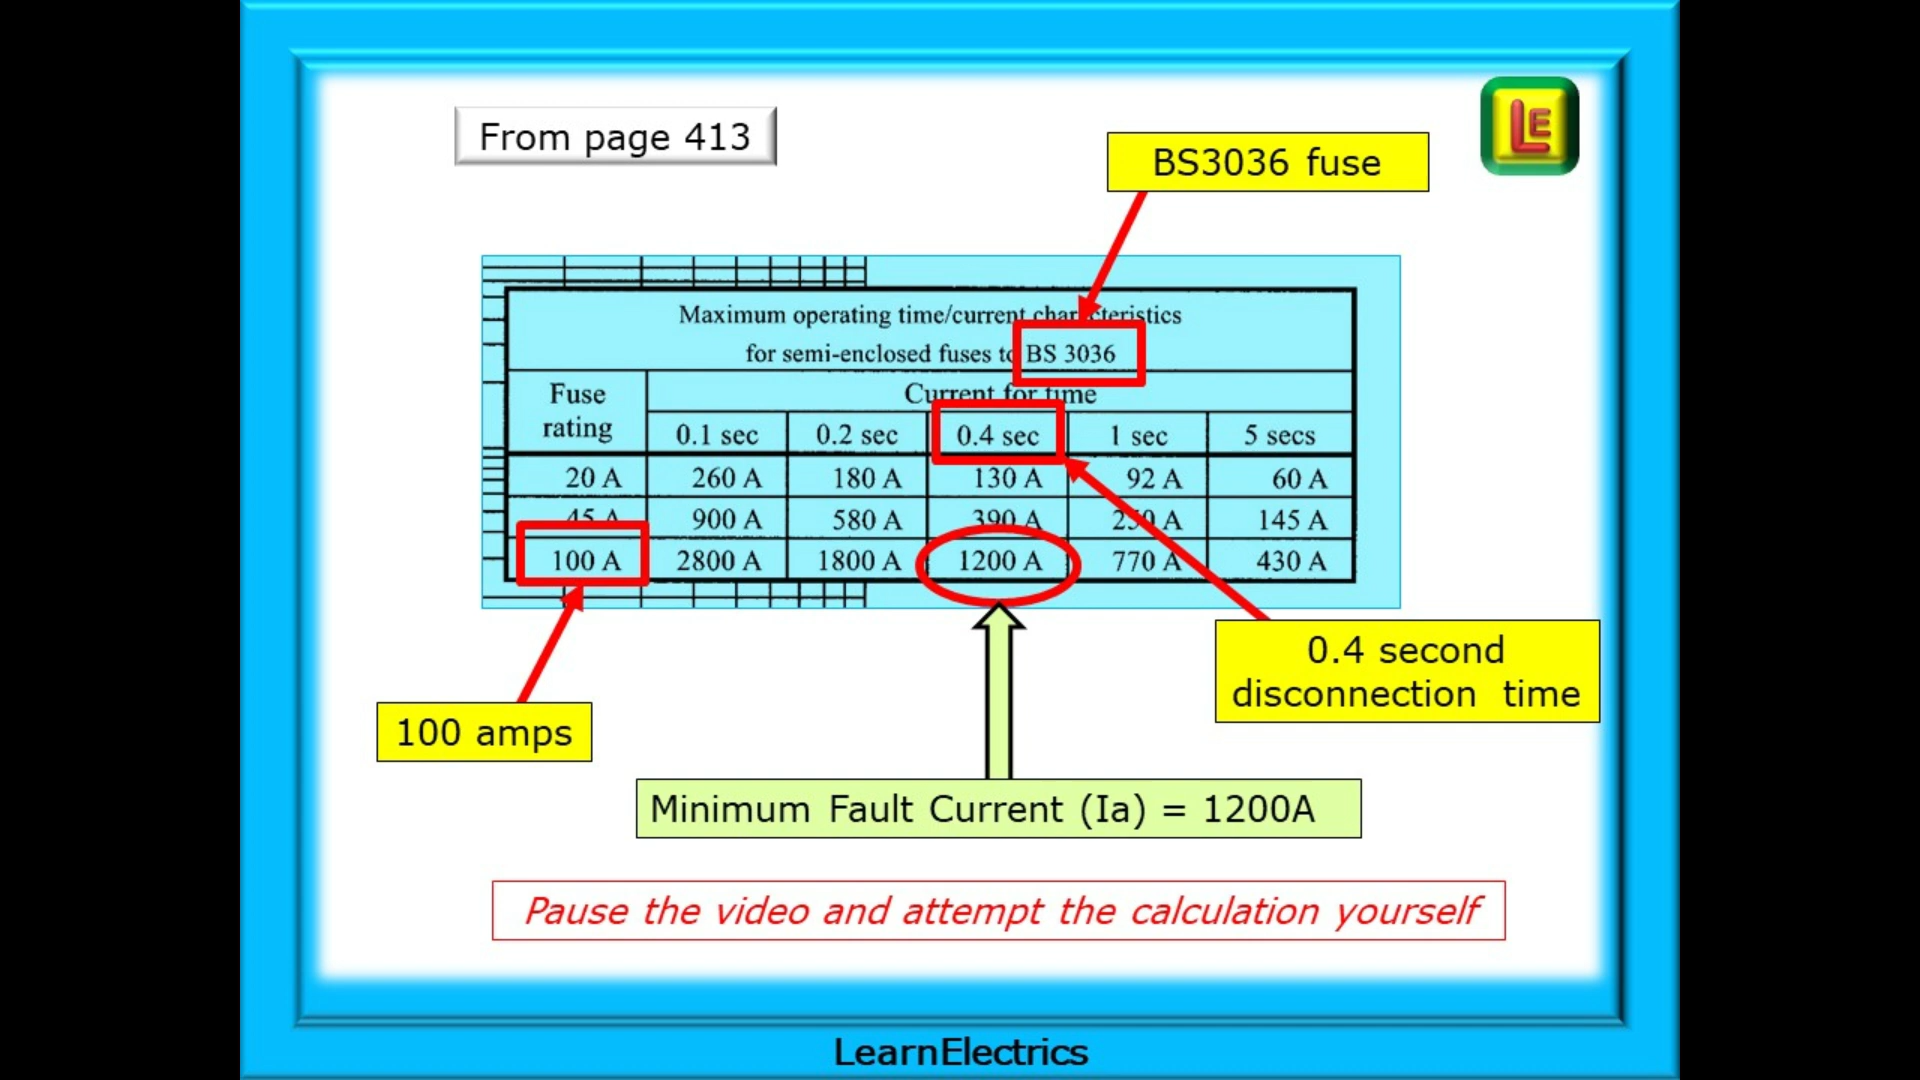 From page 413
LE
BS3036 fuse
Maximum operating time/current characteristics
for semi-enclosed fuses to BS 3036
Fuse rating
Current for time
0.1 sec 0.2 sec 0.4 sec 1 sec 5 secs
20 A 260 A 180 A 130 A 92 A 60 A
45 A 900 A 580 A 390 A 250 A 145 A
100 A 2800 A 1800 A 1200 A 770 A 430 A
0.4 second
disconnection time
100 amps
Minimum Fault Current (Ia) = 1200A
Pause the video and attempt the calculation yourself
LearnElectrics